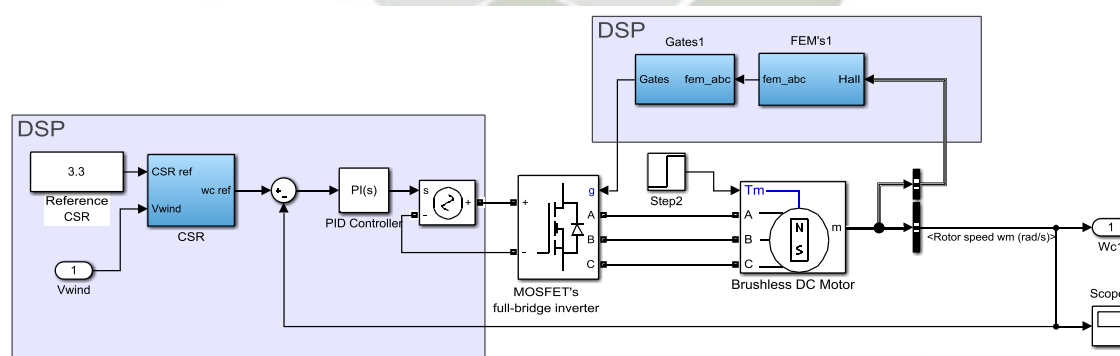 DSP
Gates1
FEM's1
Gates
fem_abc
fem_abc
Hall
DSP
3.3
Reference
CSR
CSR ref
wc ref
Vwind
CSR
1
Vwind
+
-
PI(s)
PID Controller
s
-
+
+
-
g
A
B
C
MOSFET's
full-bridge inverter
Step2
Tm
A
B
C
N
S
m
Brushless DC Motor
<Rotor speed wm (rad/s)>
1
Scope